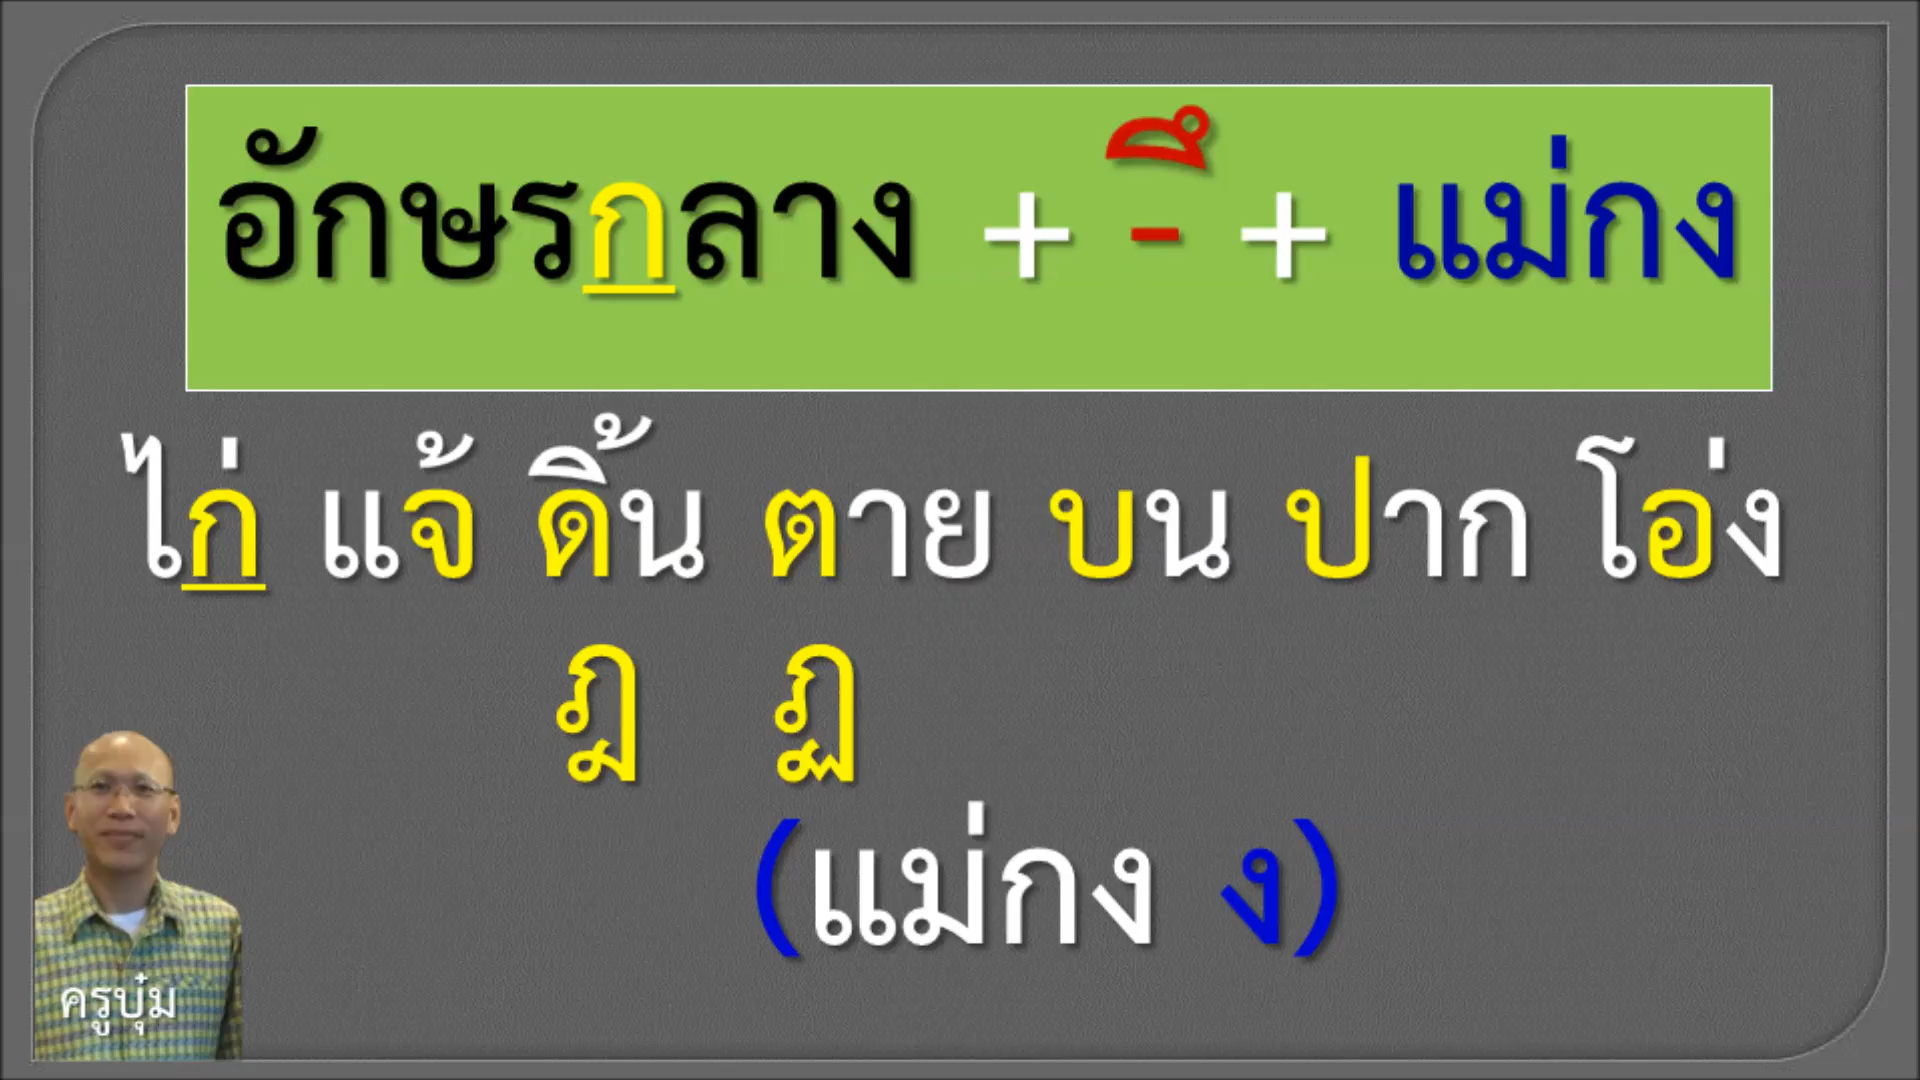 อักษรกลาง + -ึ + แม่กง
ไก่ แจ้ ดิ้น ตาย บน ปาก โอ่ง
ฎ ฏ
(แม่กง ง)
ครูบุ๋ม